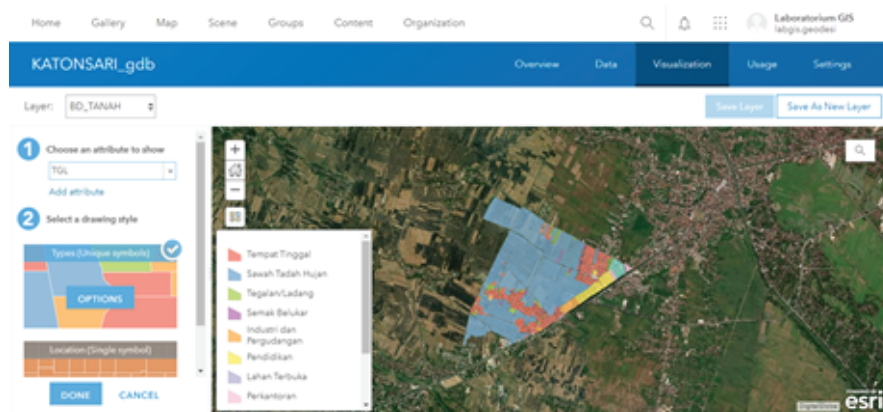 Home Gallery Map Scene Groups Content Organization
Laboratorium GIS
labgis.geodesi
KATONSARI_gdb
Overview Data Visualization Usage Settings
Layer: BD_TANAH
Save Layer Save As New Layer
1 Choose an attribute to show
TGL
Add attribute
2 Select a drawing style
Types (Unique symbols)
OPTIONS
Location (Single symbol)
DONE CANCEL
+
−
Tempat Tinggal
Sawah Tadah Hujan
Tegalan/Ladang
Semak Belukar
Industri dan
Pergudangan
Pendidikan
Lahan Terbuka
Perkantoran
DigitalGlobe
POWERED BY
esri